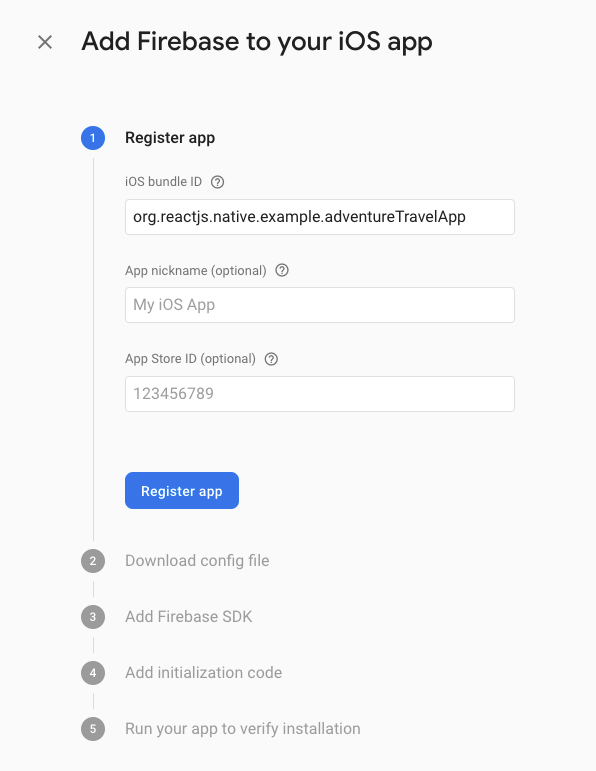 Add Firebase to your iOS app
1 Register app
iOS bundle ID ?
org.reactjs.native.example.adventureTravelApp
App nickname (optional) ?
My iOS App
App Store ID (optional) ?
123456789
Register app
2 Download config file
3 Add Firebase SDK
4 Add initialization code
5 Run your app to verify installation